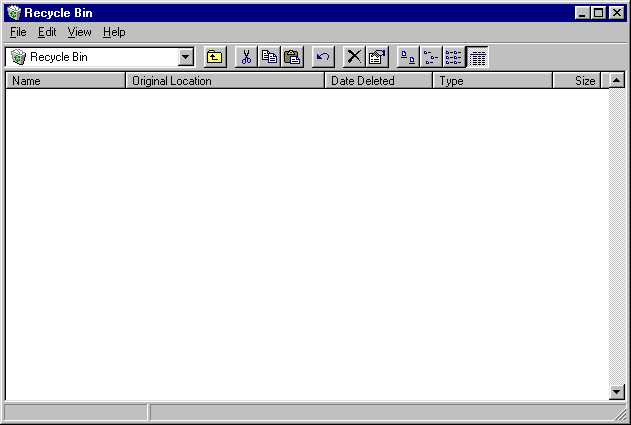 Recycle Bin
File Edit View Help
Recycle Bin
Name Original Location Date Deleted Type Size